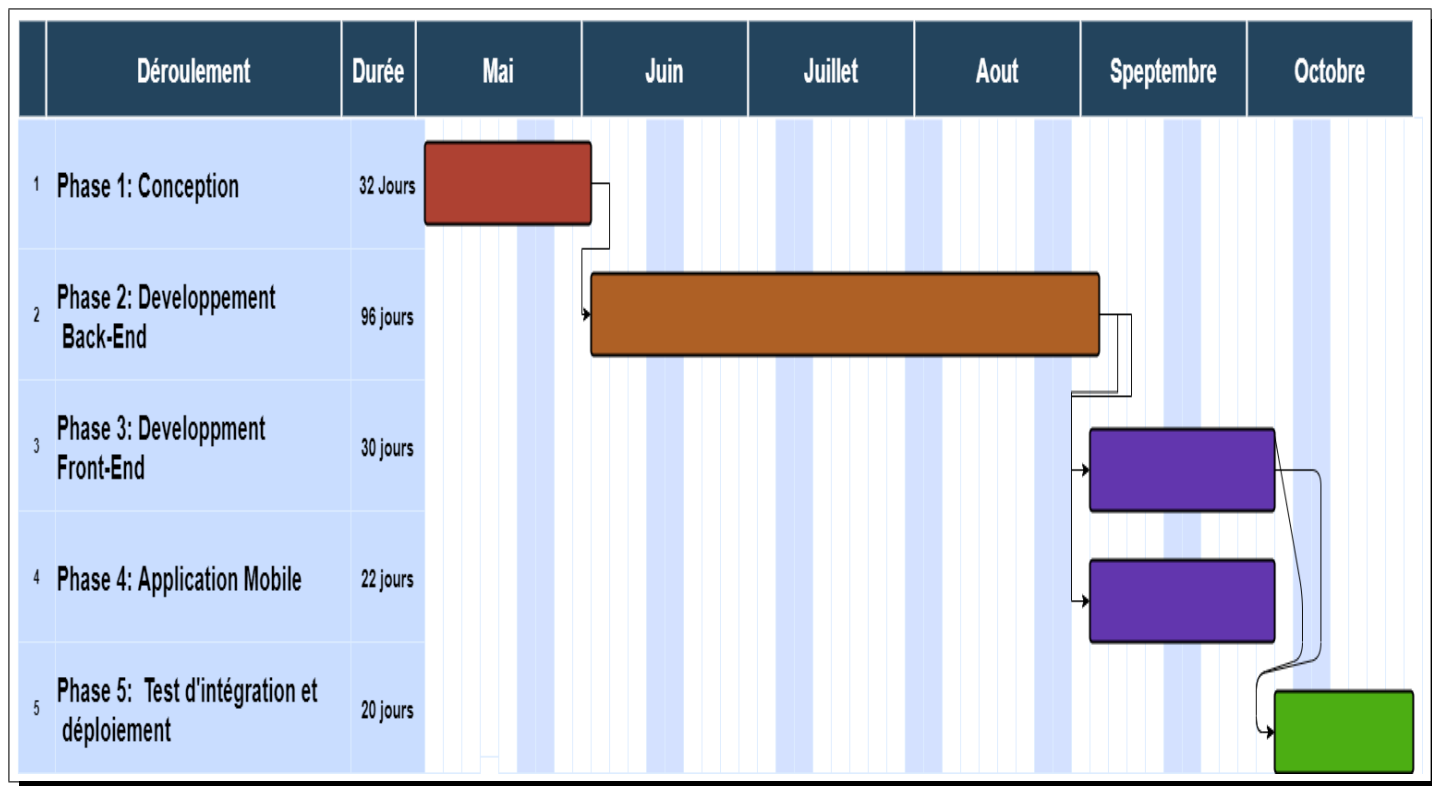 Déroulement Durée Mai Juin Juillet Aout Speptembre Octobre
1 Phase 1: Conception 32 Jours
2 Phase 2: Developpement
Back-End 96 jours
3 Phase 3: Developpment
Front-End 30 jours
4 Phase 4: Application Mobile 22 jours
5 Phase 5: Test d'intégration et
déploiement 20 jours